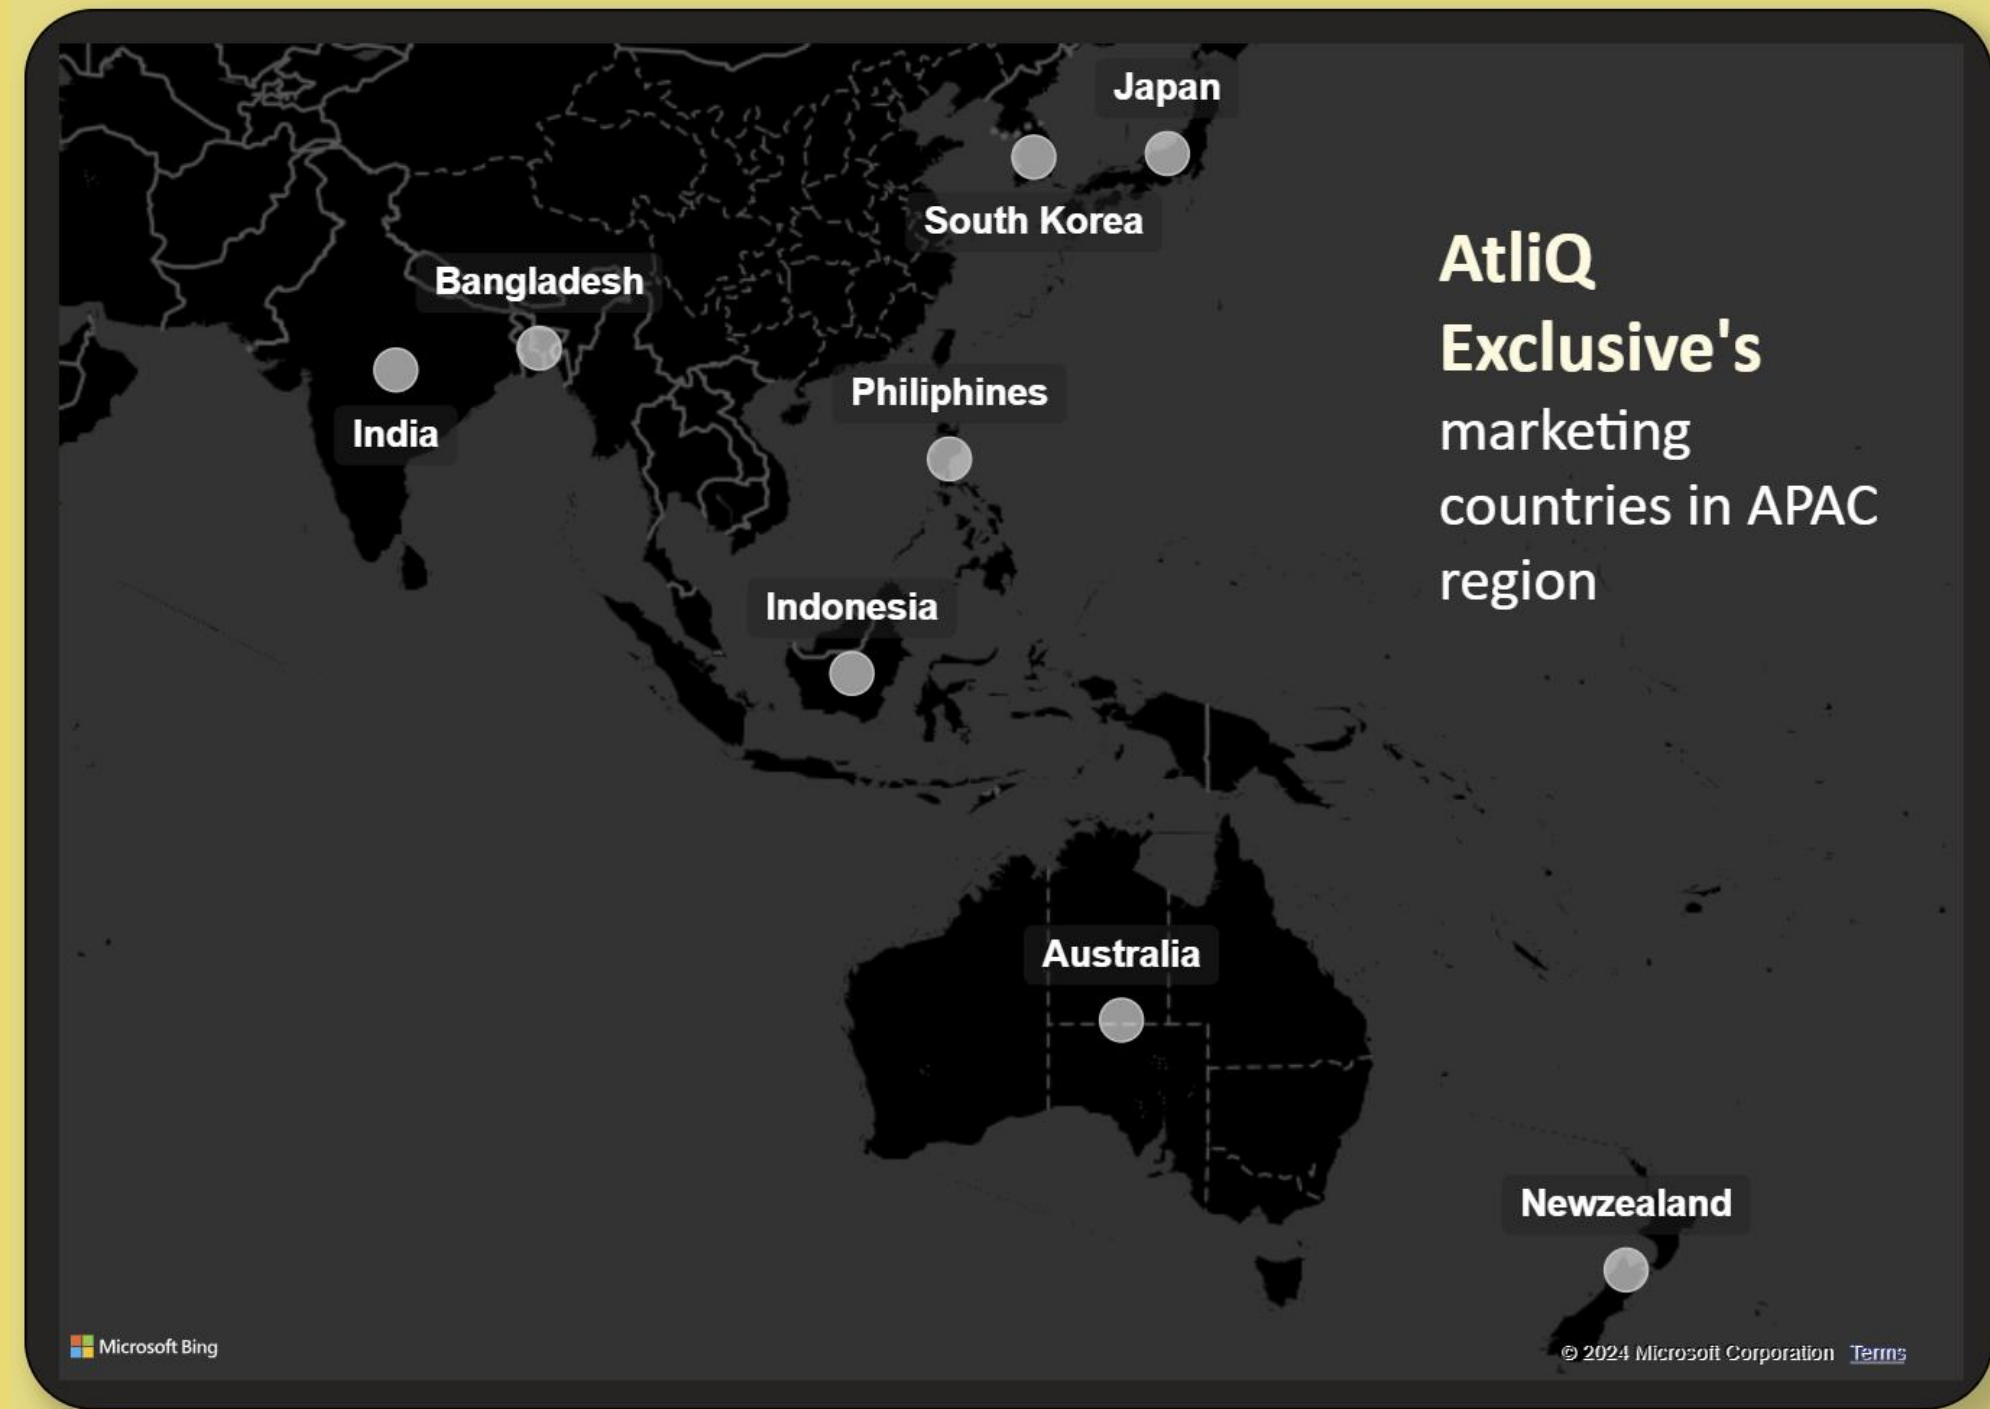 Japan
South Korea
Bangladesh
India
Philiphines
Indonesia
Australia
Newzealand
AtliQ
Exclusive's
marketing
countries in APAC
region
Microsoft Bing
© 2024 Microsoft Corporation Terms